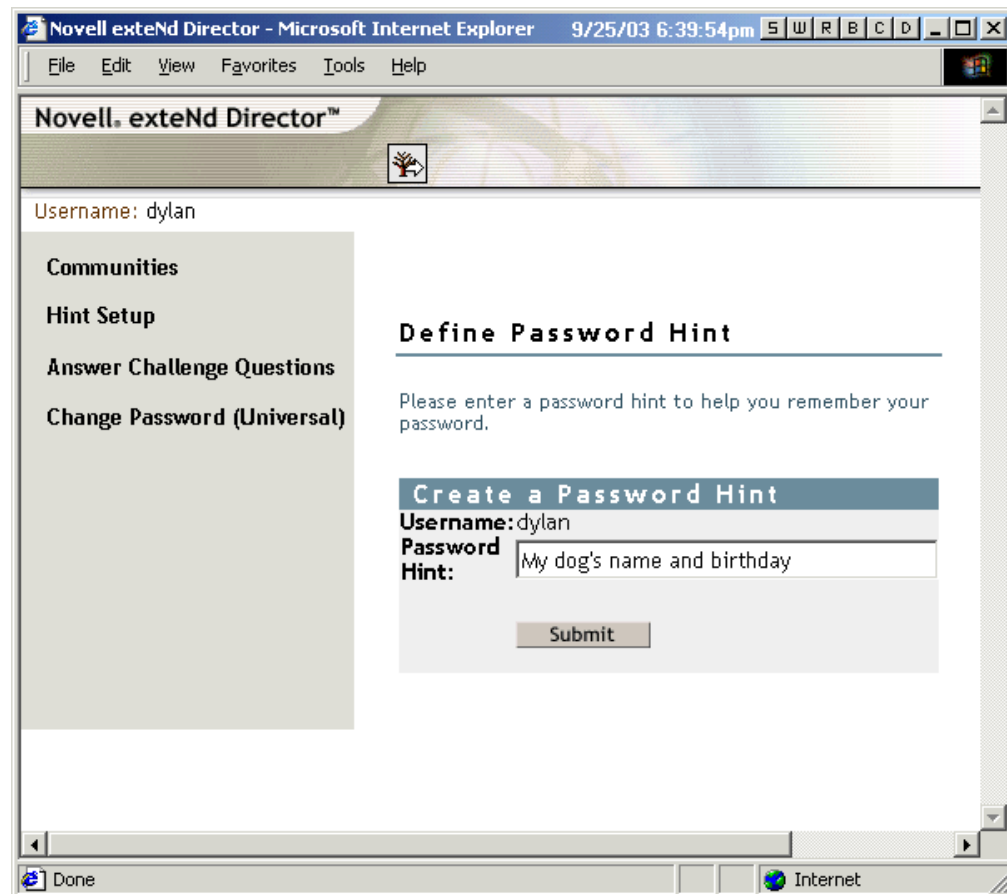 Novell exteNd Director - Microsoft Internet Explorer 9/25/03 6:39:54pm S W R B C D
File Edit View Favorites Tools Help
Novell® exteNd Director™
Username: dylan
Communities
Hint Setup
Answer Challenge Questions
Change Password (Universal)
Define Password Hint
Please enter a password hint to help you remember your
password.
Create a Password Hint
Username: dylan
Password
Hint:
My dog's name and birthday
Submit
Done
Internet